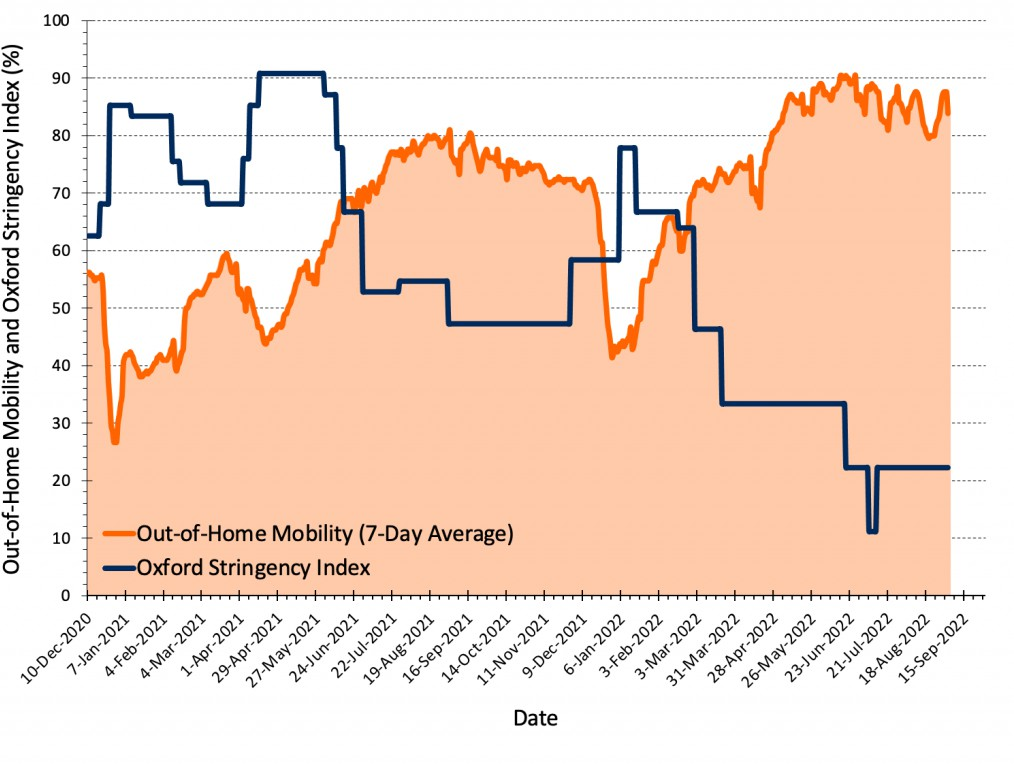 Out-of-Home Mobility and Oxford Stringency Index (%)
100
90
80
70
60
50
40
30
20
10
0
Out-of-Home Mobility (7-Day Average)
Oxford Stringency Index
10-Dec-2020
7-Jan-2021
4-Feb-2021
4-Mar-2021
1-Apr-2021
29-Apr-2021
27-May-2021
24-Jun-2021
22-Jul-2021
19-Aug-2021
16-Sep-2021
14-Oct-2021
11-Nov-2021
9-Dec-2021
6-Jan-2022
3-Feb-2022
3-Mar-2022
31-Mar-2022
28-Apr-2022
26-May-2022
23-Jun-2022
21-Jul-2022
18-Aug-2022
15-Sep-2022
Date